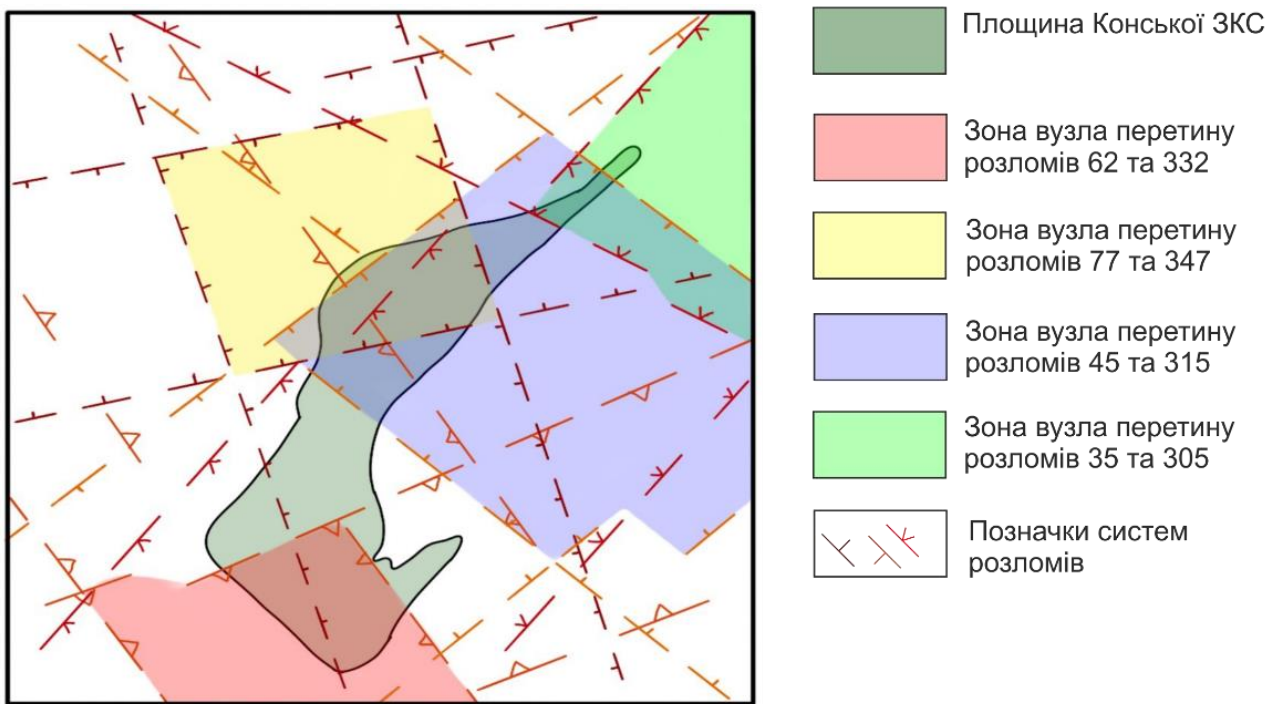 Площина Конської ЗКС
Зона вузла перетину
розломів 62 та 332
Зона вузла перетину
розломів 77 та 347
Зона вузла перетину
розломів 45 та 315
Зона вузла перетину
розломів 35 та 305
Позначки систем
розломів